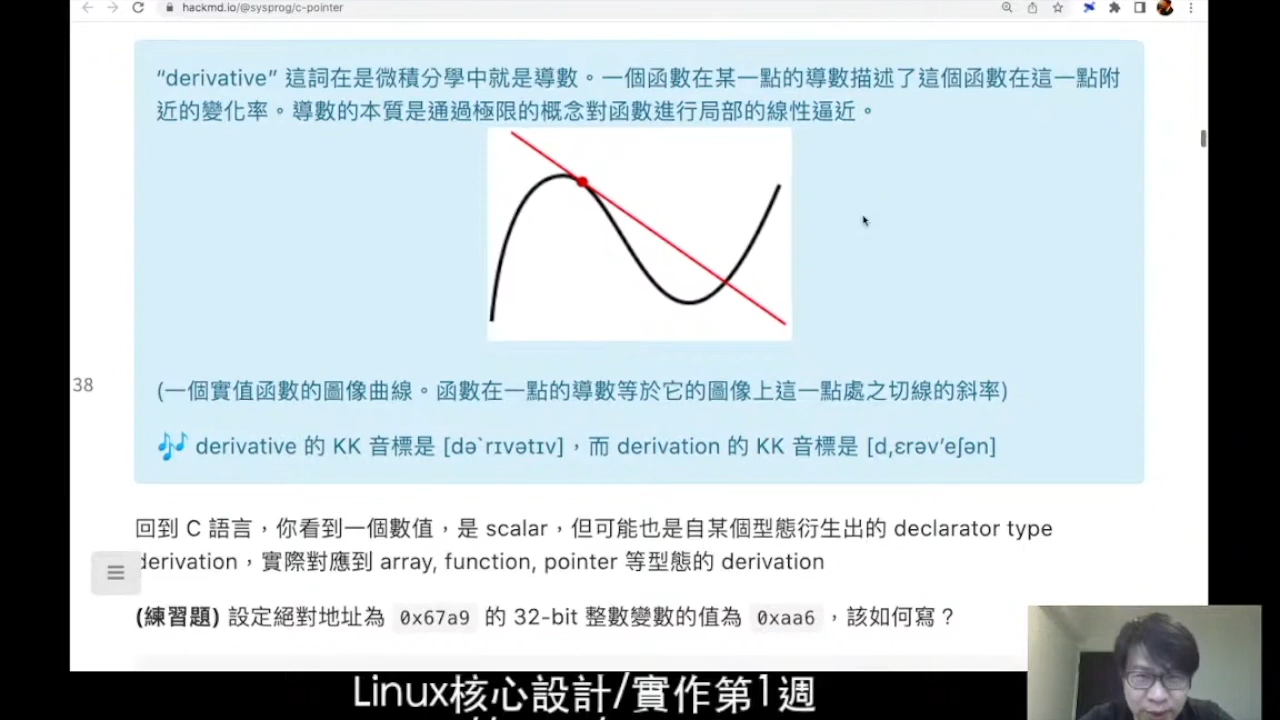 hackmd.io/@sysprog/c-pointer
“derivative” 這詞在是微積分學中就是導數。一個函數在某一點的導數描述了這個函數在這一點附
近的變化率。導數的本質是通過極限的概念對函數進行局部的線性逼近。
38
(一個實值函數的圖像曲線。函數在一點的導數等於它的圖像上這一點處之切線的斜率)
derivative 的 KK 音標是 [dəˋrɪvətɪv]，而 derivation 的 KK 音標是 [d,ɛrəv’eʃən]
回到 C 語言，你看到一個數值，是 scalar，但可能也是自某個型態衍生出的 declarator type
derivation，實際對應到 array, function, pointer 等型態的 derivation
(練習題) 設定絕對地址為 0x67a9 的 32-bit 整數變數的值為 0xaa6 ，該如何寫？
Linux核心設計/實作第1週